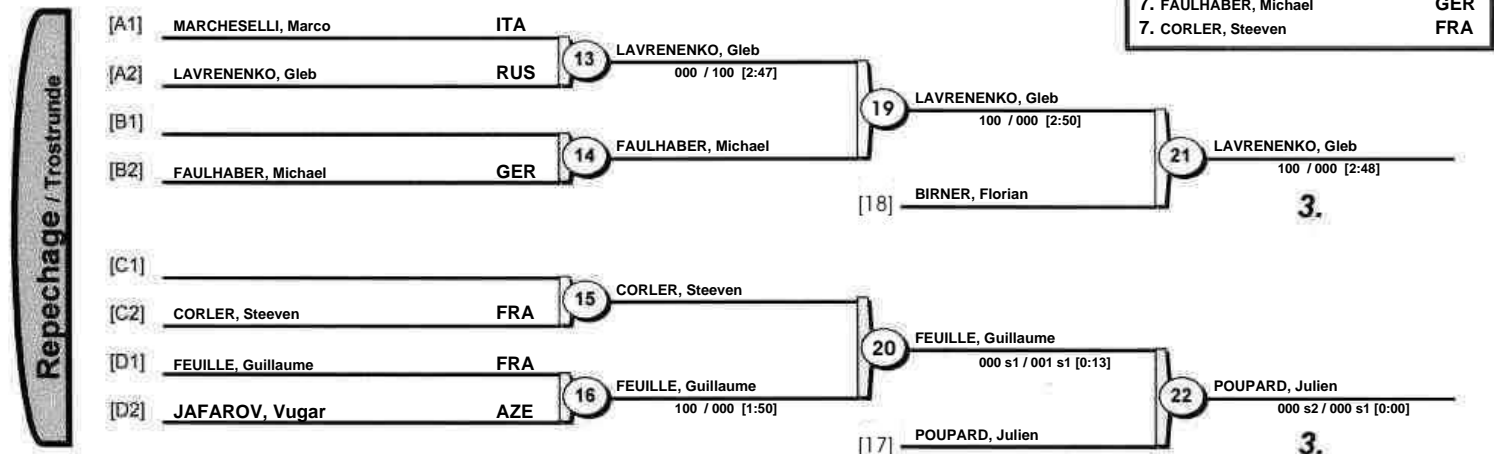 7. FAULHABER, Michael GER
7. CORLER, Steeven FRA
Repechage / Trostrunde
[A1] MARCHESELLI, Marco ITA
13 LAVRENENKO, Gleb
000 / 100 [2:47]
[A2] LAVRENENKO, Gleb RUS
19 LAVRENENKO, Gleb
100 / 000 [2:50]
[B1]
14 FAULHABER, Michael
[B2] FAULHABER, Michael GER
21 LAVRENENKO, Gleb
100 / 000 [2:48]
[18] BIRNER, Florian
3.
[C1]
15 CORLER, Steeven
[C2] CORLER, Steeven FRA
20 FEUILLE, Guillaume
000 s1 / 001 s1 [0:13]
[D1] FEUILLE, Guillaume FRA
16 FEUILLE, Guillaume
100 / 000 [1:50]
[D2] JAFAROV, Vugar AZE
22 POUPARD, Julien
000 s2 / 000 s1 [0:00]
[17] POUPARD, Julien
3.